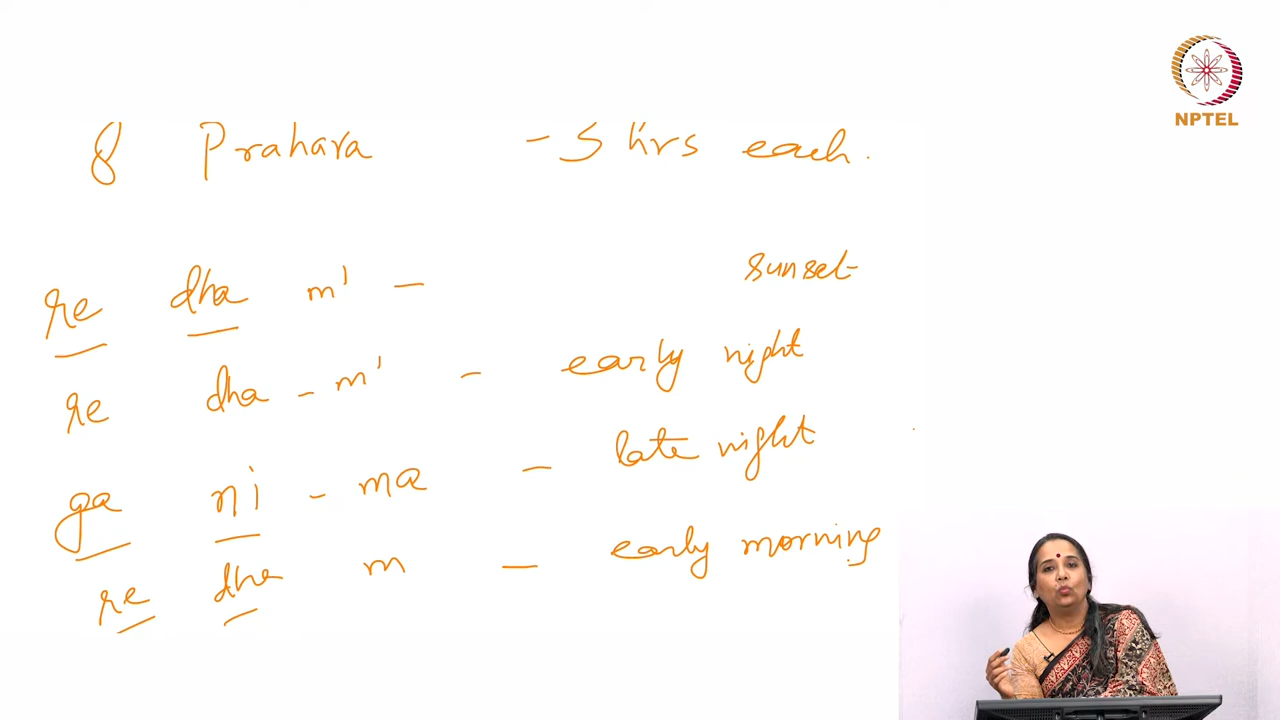 NPTEL
8 Prahara - 3 hrs each.
re dha m' - sunset
re dha - m' - early night
ga ni - ma - late night
re dha m - early morning